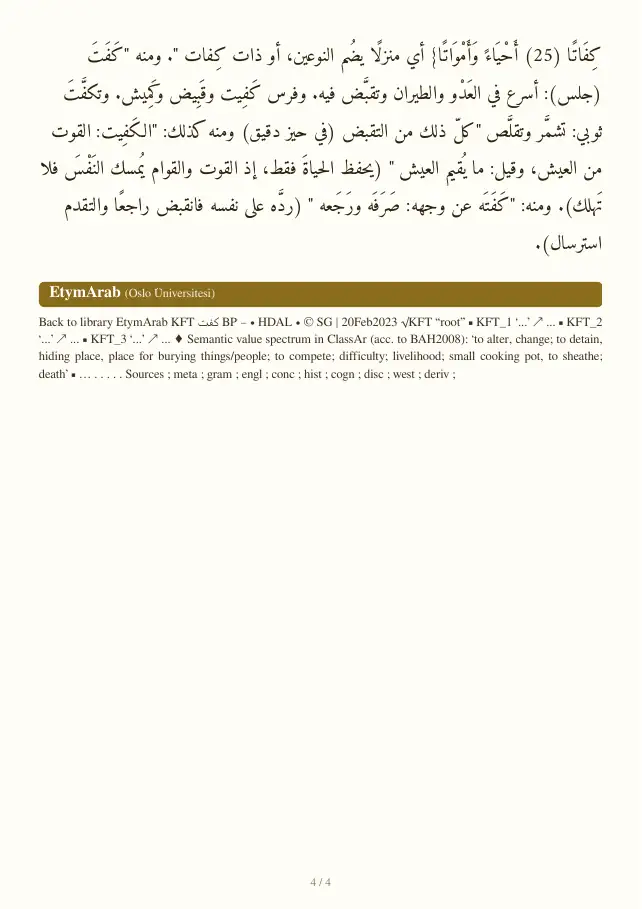 كِفَاتًا (25) أَحْيَاءً وَأَمْوَاتًا} أي منزلًا يضُم النوعين، أو ذات كِفات ". ومنه "كَفَتَ
(جلس): أسرع في العَدْو والطيران وتقبَّض فيه. وفرس كَفِيت وقَبِيض وكَمِيش. وتكفَّتَ
ثوبي: تشمَّر وتقلَّص "كلّ ذلك من التقبض (في حيز دقيق) ومنه كذلك: "الكَفِيت: القوت
من العيش، وقيل: ما يُقيم العيش " (يحفظ الحياةَ فقط، إذ القوت والقوام يُمسك النَفْسَ فلا
تَهلك). ومنه: "كَفَتَه عن وجهه: صَرَفَه ورَجَعه " (ردَّه على نفسه فانقبض راجعًا والتقدم
استرسال).
EtymArab (Oslo Üniversitesi)
Back to library EtymArab KFT كفت BP – • HDAL • © SG | 20Feb2023 √KFT “root” ▪ KFT_1 ‘...’ ↗ ... ▪ KFT_2
‘...’ ↗ ... ▪ KFT_3 ‘...’ ↗ ... ♦ Semantic value spectrum in ClassAr (acc. to BAH2008): ‘to alter, change; to detain,
hiding place, place for burying things/people; to compete; difficulty; livelihood; small cooking pot, to sheathe;
death’ ▪ … . . . . . Sources ; meta ; gram ; engl ; conc ; hist ; cogn ; disc ; west ; deriv ;
4 / 4